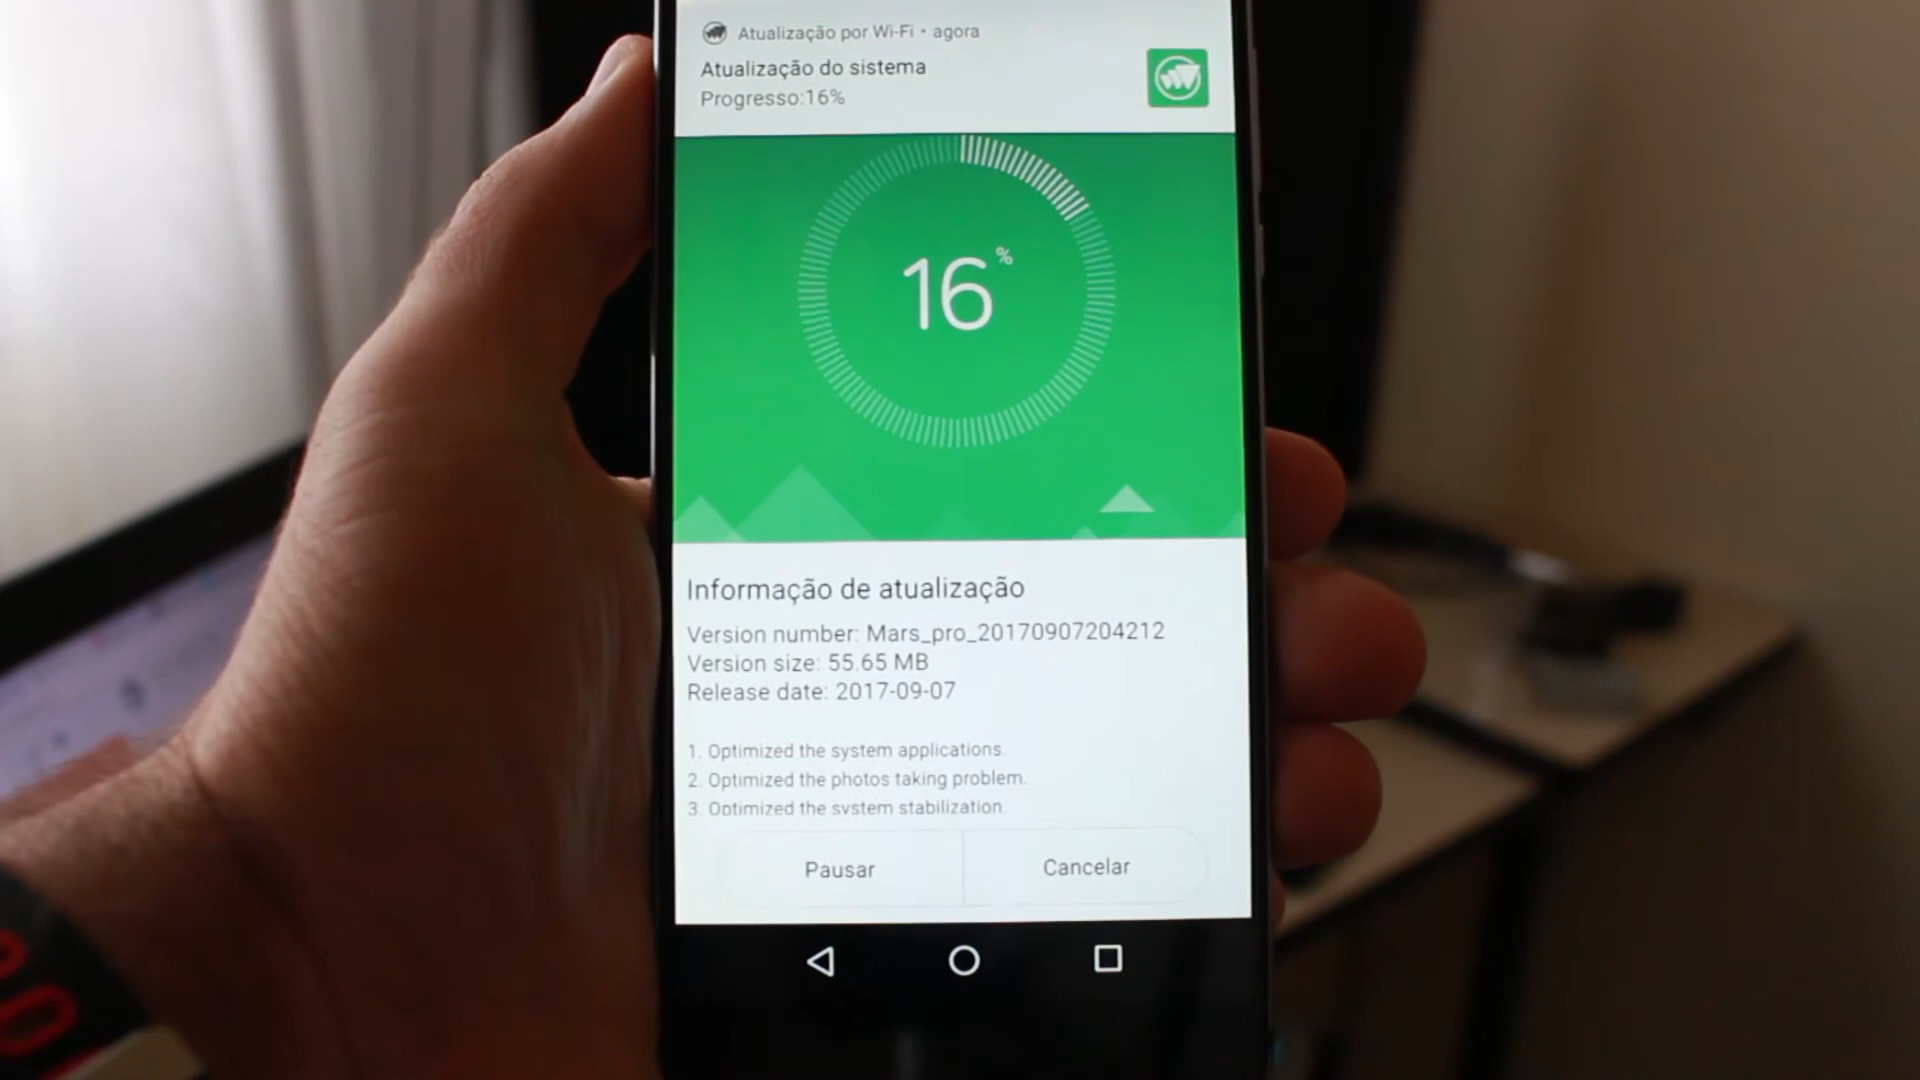 Atualização por Wi-Fi • agora
Atualização do sistema
Progresso:16%
16%
Informação de atualização
Version number: Mars_pro_20170907204212
Version size: 55.65 MB
Release date: 2017-09-07
1. Optimized the system applications.
2. Optimized the photos taking problem.
3. Optimized the system stabilization.
Pausar
Cancelar